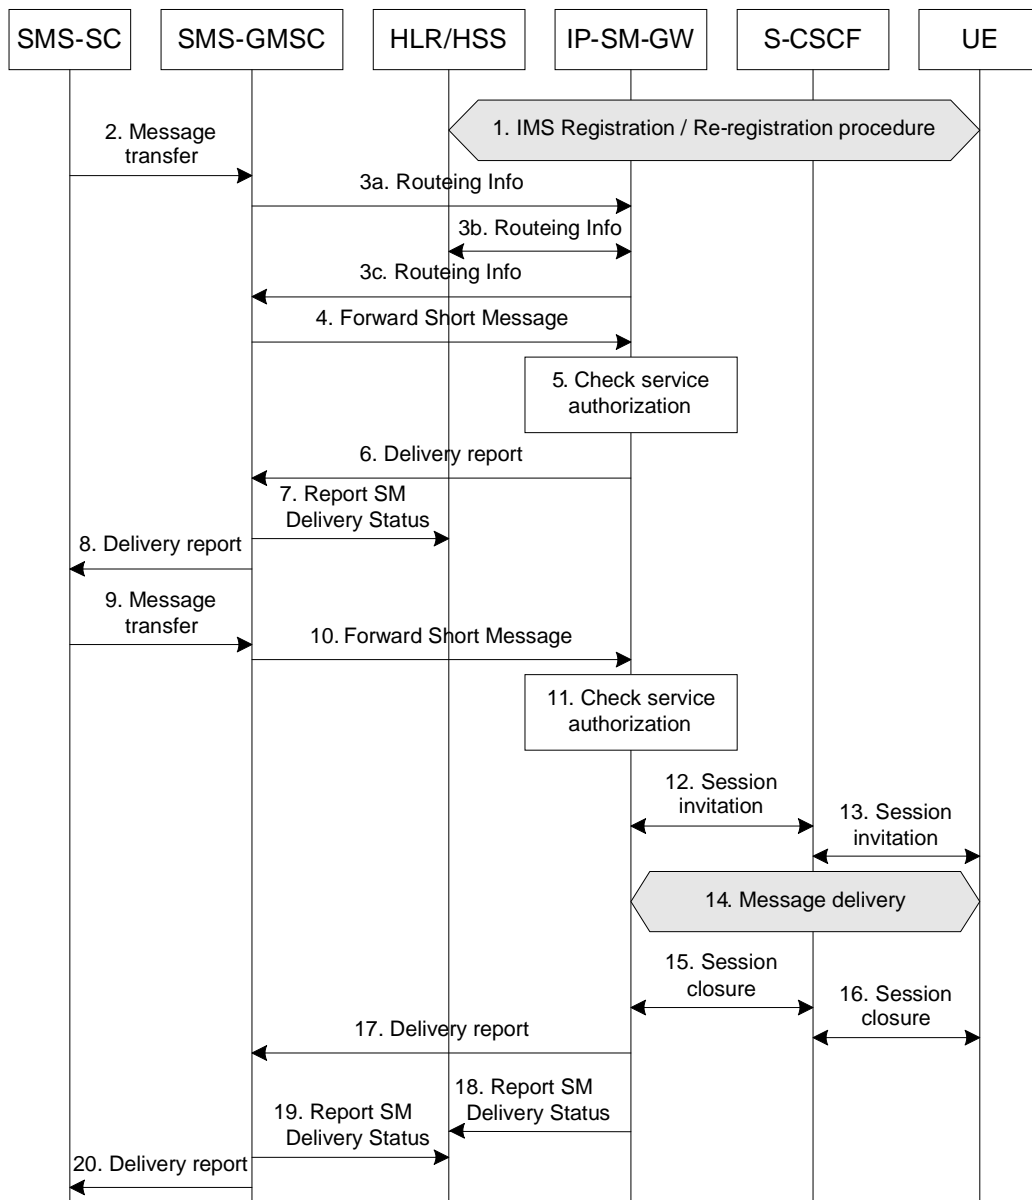 SMS-SC
SMS-GMSC
HLR/HSS
IP-SM-GW
S-CSCF
UE
1. IMS Registration / Re-registration procedure
2. Message
transfer
3a. Routeing Info
3b. Routeing Info
3c. Routeing Info
4. Forward Short Message
5. Check service
authorization
6. Delivery report
7. Report SM
Delivery Status
8. Delivery report
9. Message
transfer
10. Forward Short Message
11. Check service
authorization
12. Session
invitation
13. Session
invitation
14. Message delivery
15. Session
closure
16. Session
closure
17. Delivery report
18. Report SM
Delivery Status
19. Report SM
Delivery Status
20. Delivery report